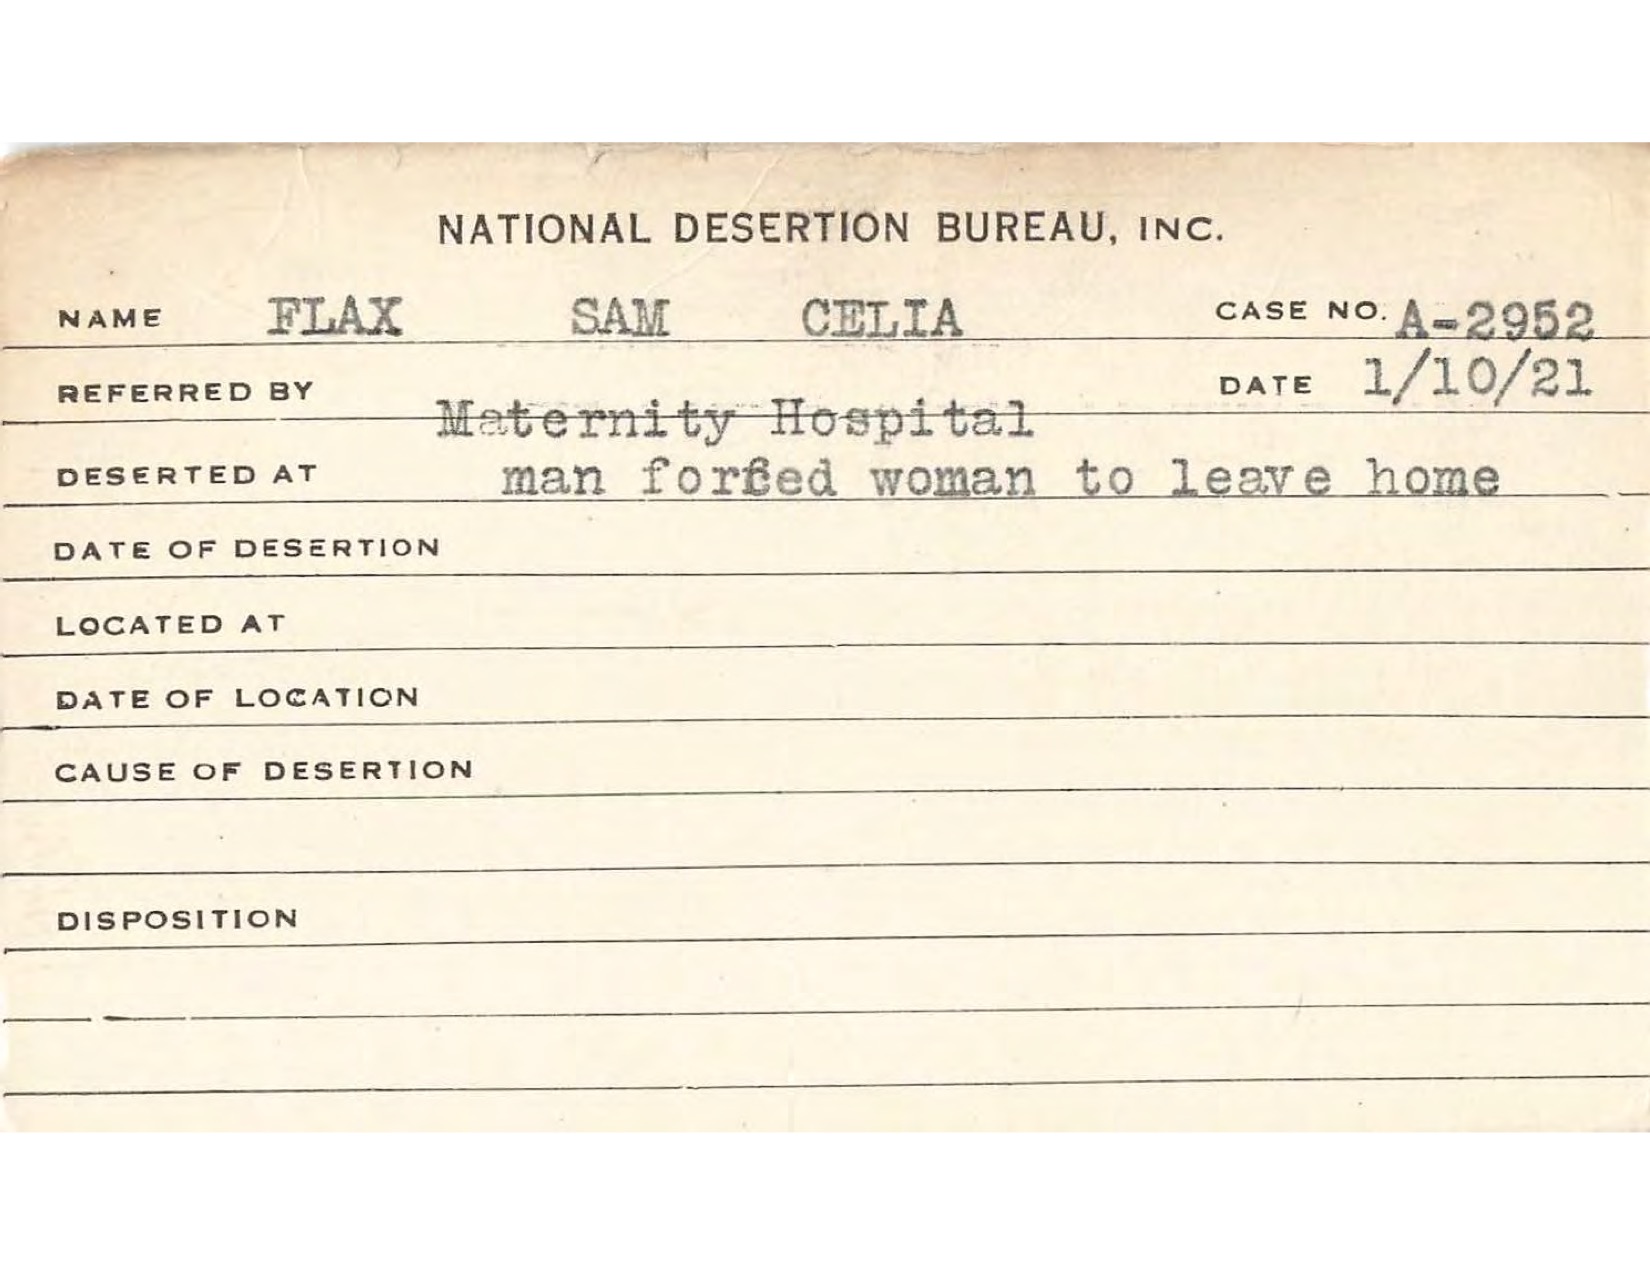 NATIONAL DESERTION BUREAU, INC.
NAME FLAX SAM CELIA CASE NO. A-2952
REFERRED BY Maternity Hospital DATE 1/10/21
DESERTED AT man forced woman to leave home
DATE OF DESERTION
LOCATED AT
DATE OF LOCATION
CAUSE OF DESERTION
DISPOSITION